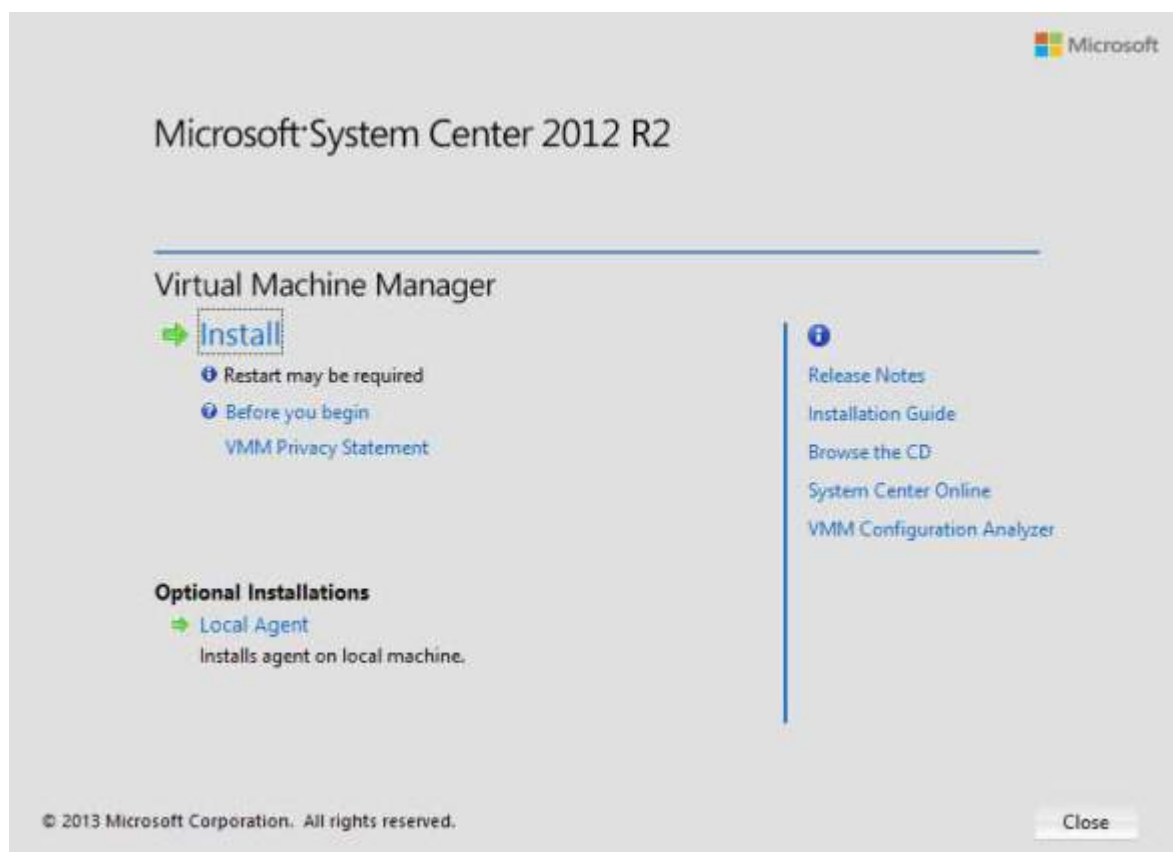 Microsoft
Microsoft System Center 2012 R2
Virtual Machine Manager
Install
Restart may be required
Before you begin
VMM Privacy Statement
Release Notes
Installation Guide
Browse the CD
System Center Online
VMM Configuration Analyzer
Optional Installations
Local Agent
Installs agent on local machine.
© 2013 Microsoft Corporation. All rights reserved.
Close